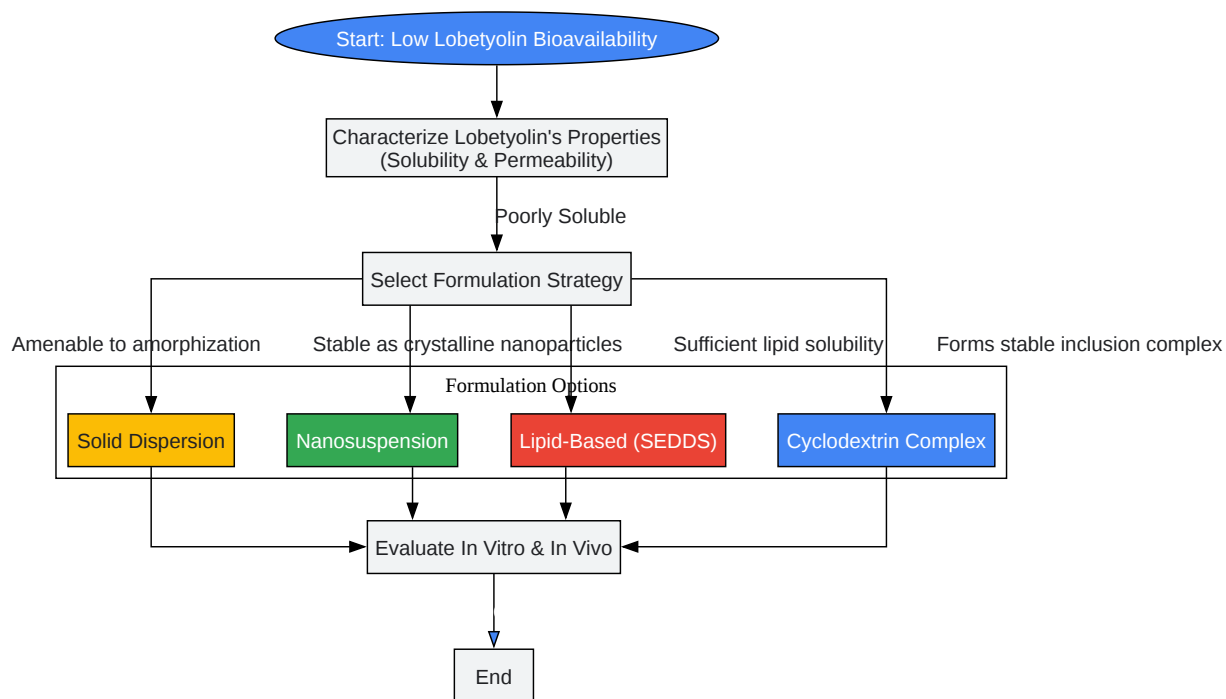 Start: Low Lobetyolin Bioavailability
Characterize Lobetyolin's Properties
(Solubility & Permeability)
Poorly Soluble
Select Formulation Strategy
Amenable to amorphization
Stable as crystalline nanoparticles
Sufficient lipid solubility
Forms stable inclusion complex
Formulation Options
Solid Dispersion
Nanosuspension
Lipid-Based (SEDDS)
Cyclodextrin Complex
Evaluate In Vitro & In Vivo
End